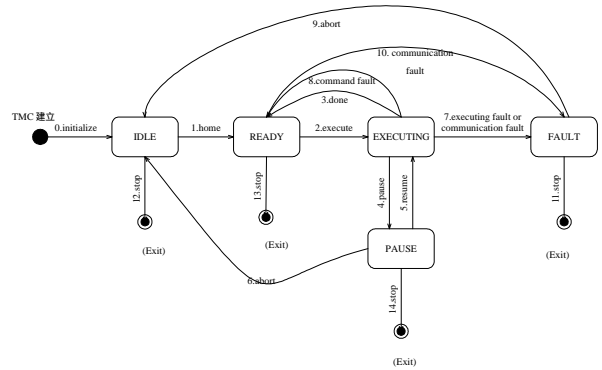 9.abort
10. communication
fault
8.command fault
3.done
TMC 建立
0.initialize
IDLE
1.home
READY
2.execute
EXECUTING
7.executing fault or
communication fault
FAULT
12.stop
13.stop
4.pause
5.resume
11.stop
(Exit)
(Exit)
(Exit)
PAUSE
6.abort
14.stop
(Exit)